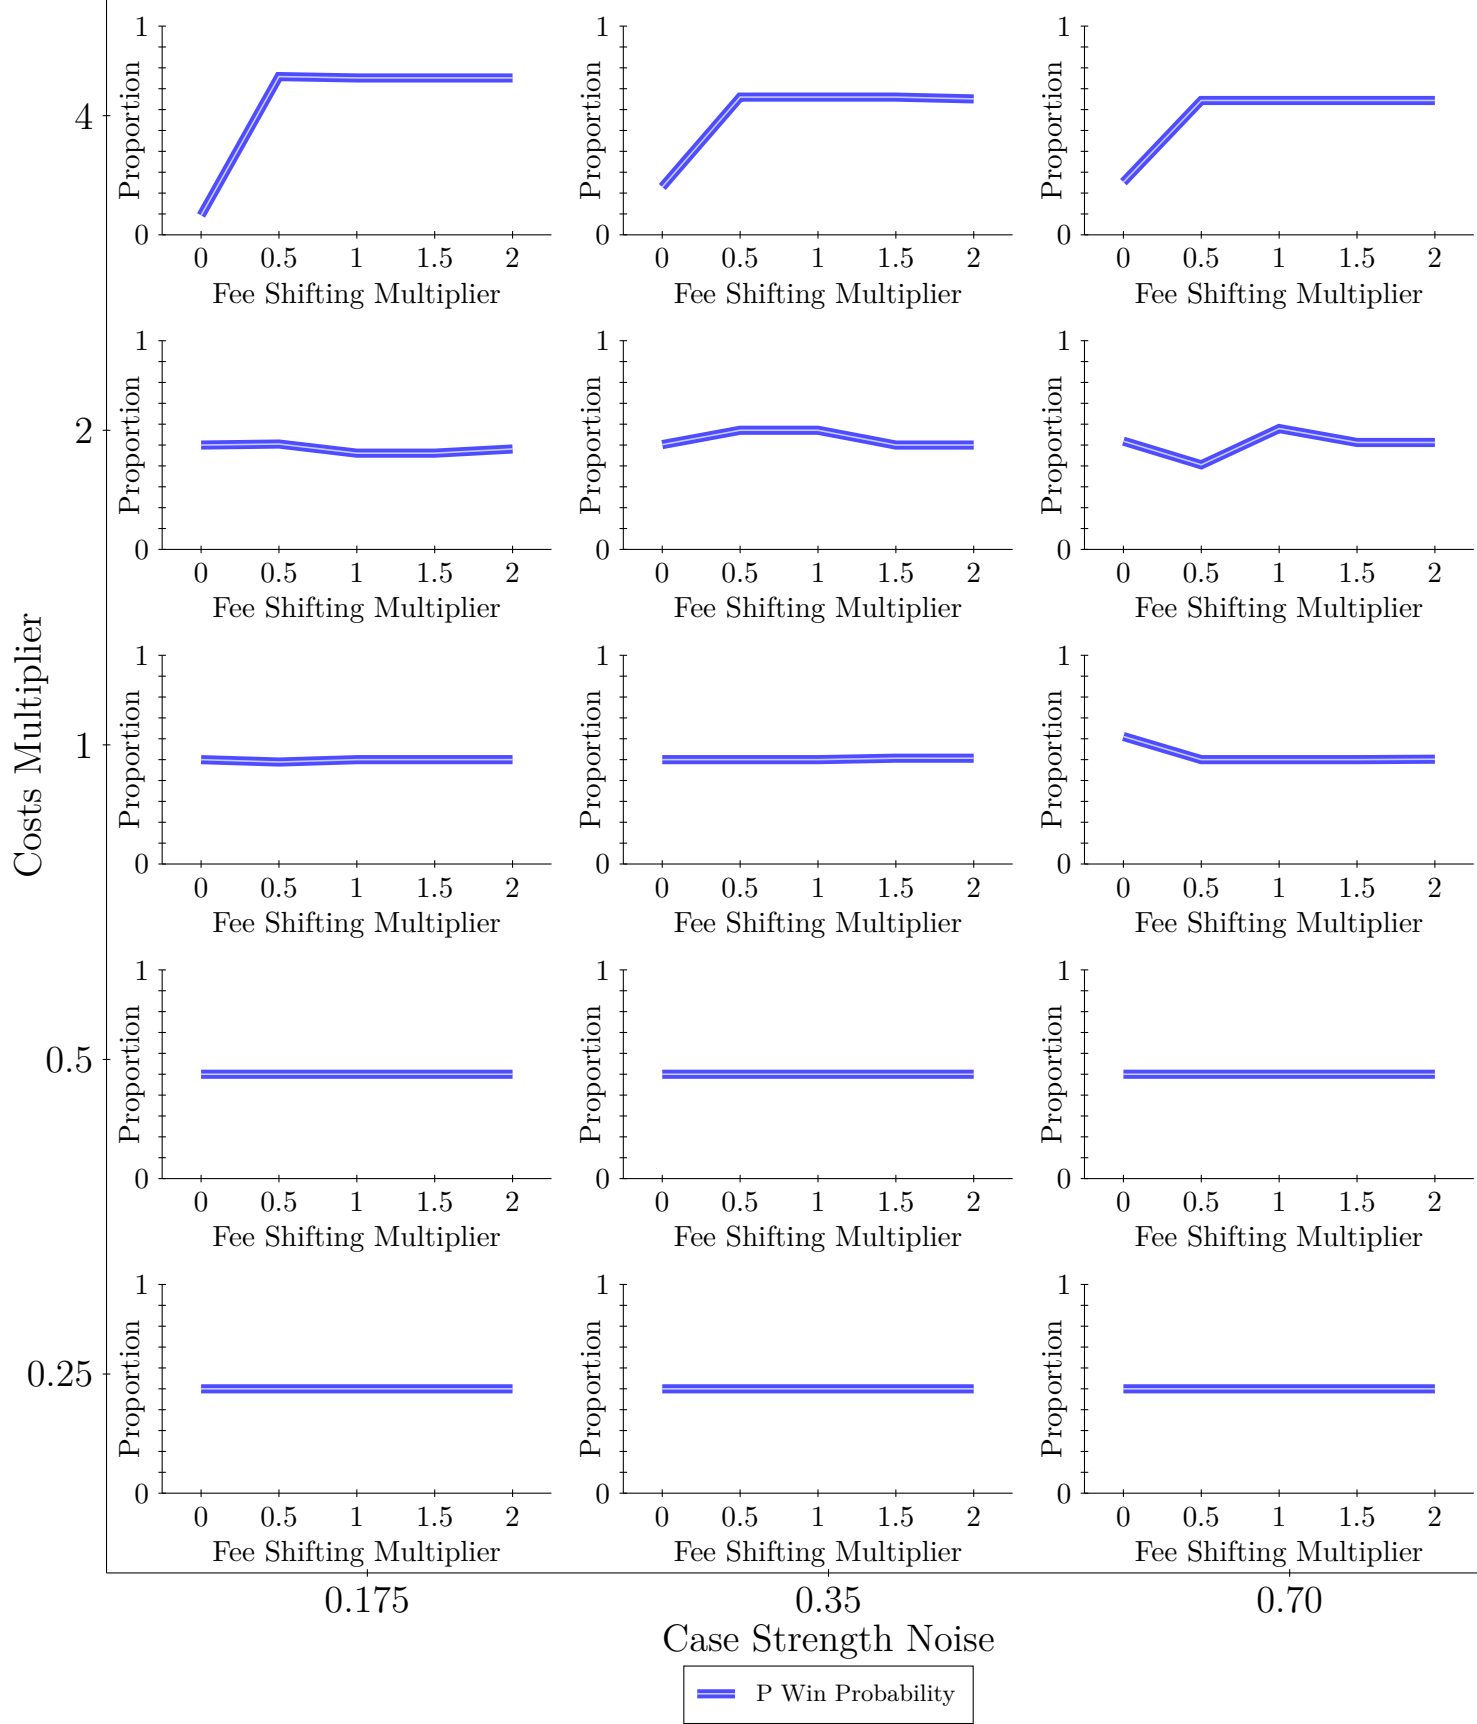 Costs Multiplier
4
2
1
0.5
0.25
1
Proportion
0
0 0.5 1 1.5 2
Fee Shifting Multiplier
1
Proportion
0
0 0.5 1 1.5 2
Fee Shifting Multiplier
1
Proportion
0
0 0.5 1 1.5 2
Fee Shifting Multiplier
1
Proportion
0
0 0.5 1 1.5 2
Fee Shifting Multiplier
1
Proportion
0
0 0.5 1 1.5 2
Fee Shifting Multiplier
1
Proportion
0
0 0.5 1 1.5 2
Fee Shifting Multiplier
1
Proportion
0
0 0.5 1 1.5 2
Fee Shifting Multiplier
1
Proportion
0
0 0.5 1 1.5 2
Fee Shifting Multiplier
1
Proportion
0
0 0.5 1 1.5 2
Fee Shifting Multiplier
1
Proportion
0
0 0.5 1 1.5 2
Fee Shifting Multiplier
1
Proportion
0
0 0.5 1 1.5 2
Fee Shifting Multiplier
1
Proportion
0
0 0.5 1 1.5 2
Fee Shifting Multiplier
1
Proportion
0
0 0.5 1 1.5 2
Fee Shifting Multiplier
1
Proportion
0
0 0.5 1 1.5 2
Fee Shifting Multiplier
1
Proportion
0
0 0.5 1 1.5 2
Fee Shifting Multiplier
0.175 0.35 0.70
Case Strength Noise
P Win Probability